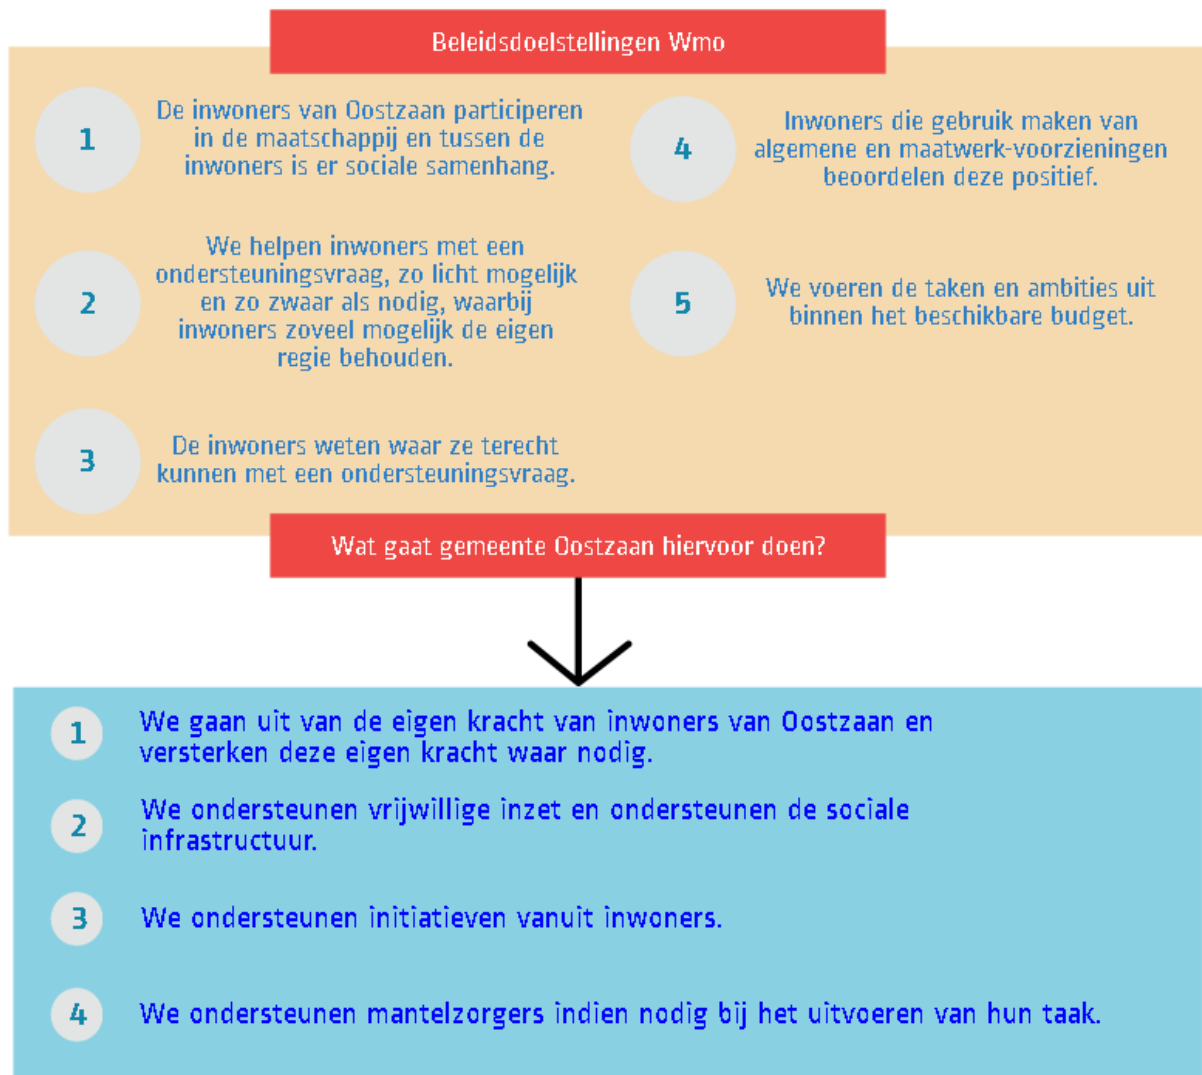 Beleidsdoelstellingen Wmo
1
De inwoners van Oostzaan participeren
in de maatschappij en tussen de
inwoners is er sociale samenhang.
2
We helpen inwoners met een
ondersteuningsvraag, zo licht mogelijk
en zo zwaar als nodig, waarbij
inwoners zoveel mogelijk de eigen
regie behouden.
3
De inwoners weten waar ze terecht
kunnen met een ondersteuningsvraag.
4
Inwoners die gebruik maken van
algemene en maatwerk-voorzieningen
beoordelen deze positief.
5
We voeren de taken en ambities uit
binnen het beschikbare budget.
Wat gaat gemeente Oostzaan hiervoor doen?
1
We gaan uit van de eigen kracht van inwoners van Oostzaan en
versterken deze eigen kracht waar nodig.
2
We ondersteunen vrijwillige inzet en ondersteunen de sociale
infrastructuur.
3
We ondersteunen initiatieven vanuit inwoners.
4
We ondersteunen mantelzorgers indien nodig bij het uitvoeren van hun taak.